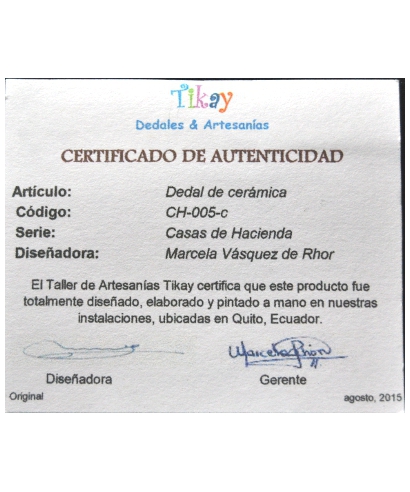 Tikay
Dedales & Artesanías
CERTIFICADO DE AUTENTICIDAD
Artículo: Dedal de cerámica
Código: CH-005-c
Serie: Casas de Hacienda
Diseñadora: Marcela Vásquez de Rhor
El Taller de Artesanías Tikay certifica que este producto fue
totalmente diseñado, elaborado y pintado a mano en nuestras
instalaciones, ubicadas en Quito, Ecuador.
Marcela Rhor
Diseñadora Gerente
Original agosto, 2015